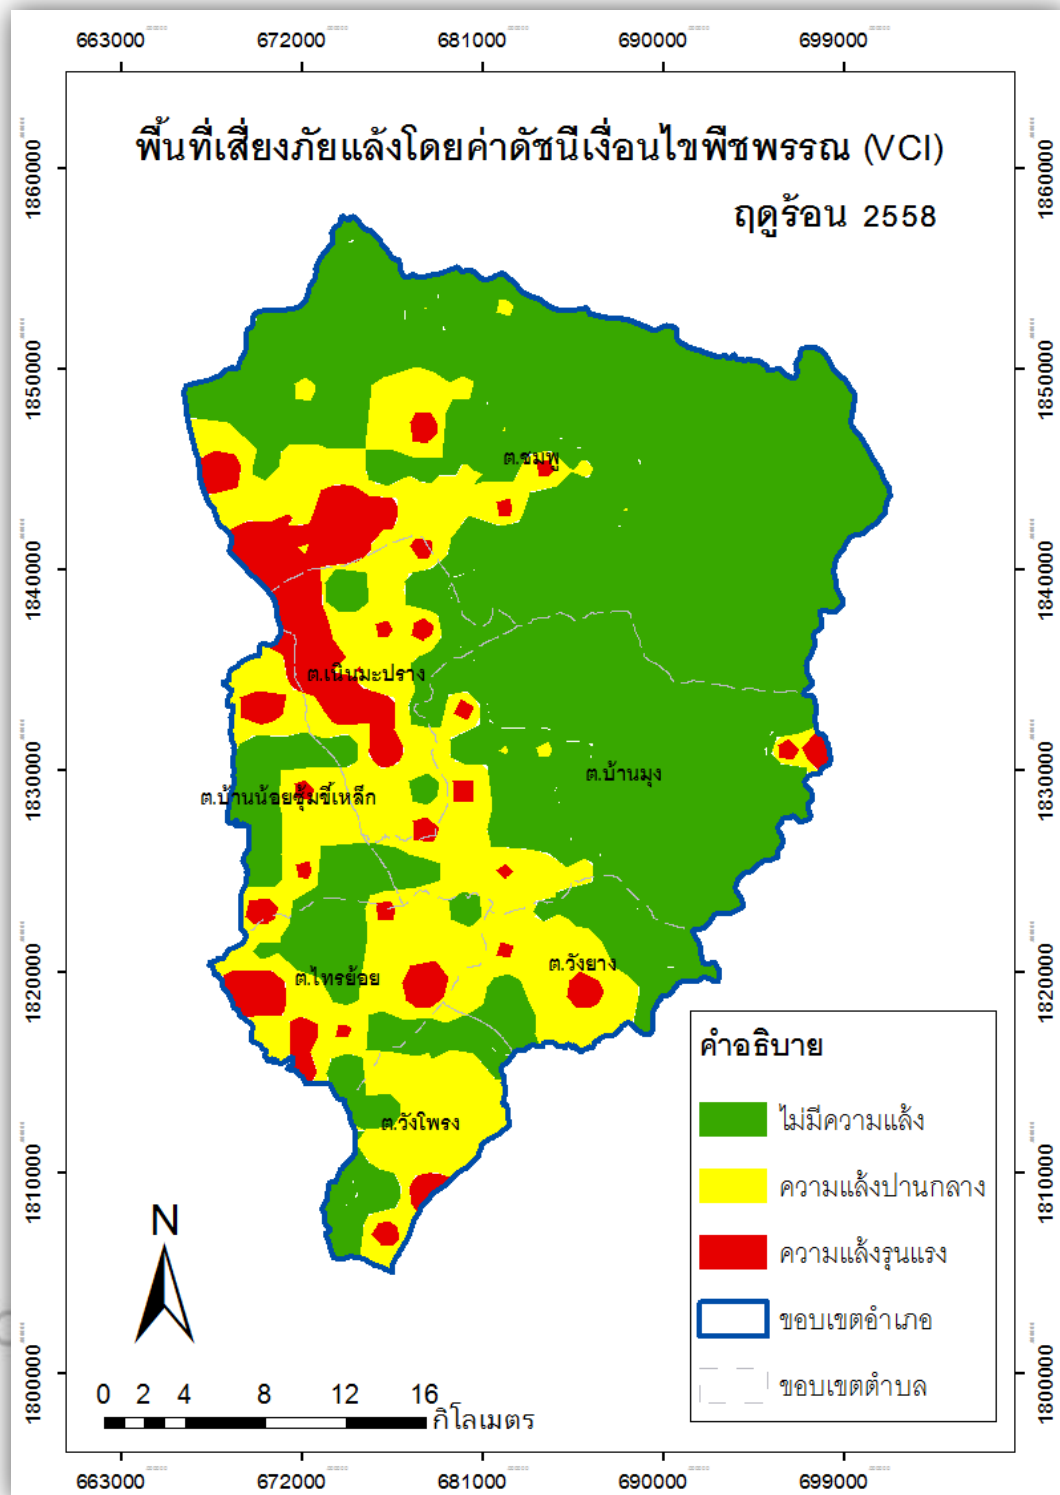 663000 672000 681000 690000 699000
พื้นที่เสี่ยงภัยแล้งโดยค่าดัชนีเงื่อนไขพืชพรรณ (VCI)
ฤดูร้อน 2558
1860000 1860000
1850000 1850000
1840000 1840000
1830000 1830000
1820000 1820000
1810000 1810000
1800000 1800000
ต.ชมพู
ต.เนินมะปราง
ต.บ้านมุง
ต.บ้านน้อยซุ้มขี้เหล็ก
ต.วังยาง
ต.ไทรย้อย
ต.วังโพรง
คำอธิบาย
ไม่มีความแล้ง
ความแล้งปานกลาง
ความแล้งรุนแรง
ขอบเขตอำเภอ
ขอบเขตตำบล
N
0 2 4 8 12 16
กิโลเมตร
663000 672000 681000 690000 699000